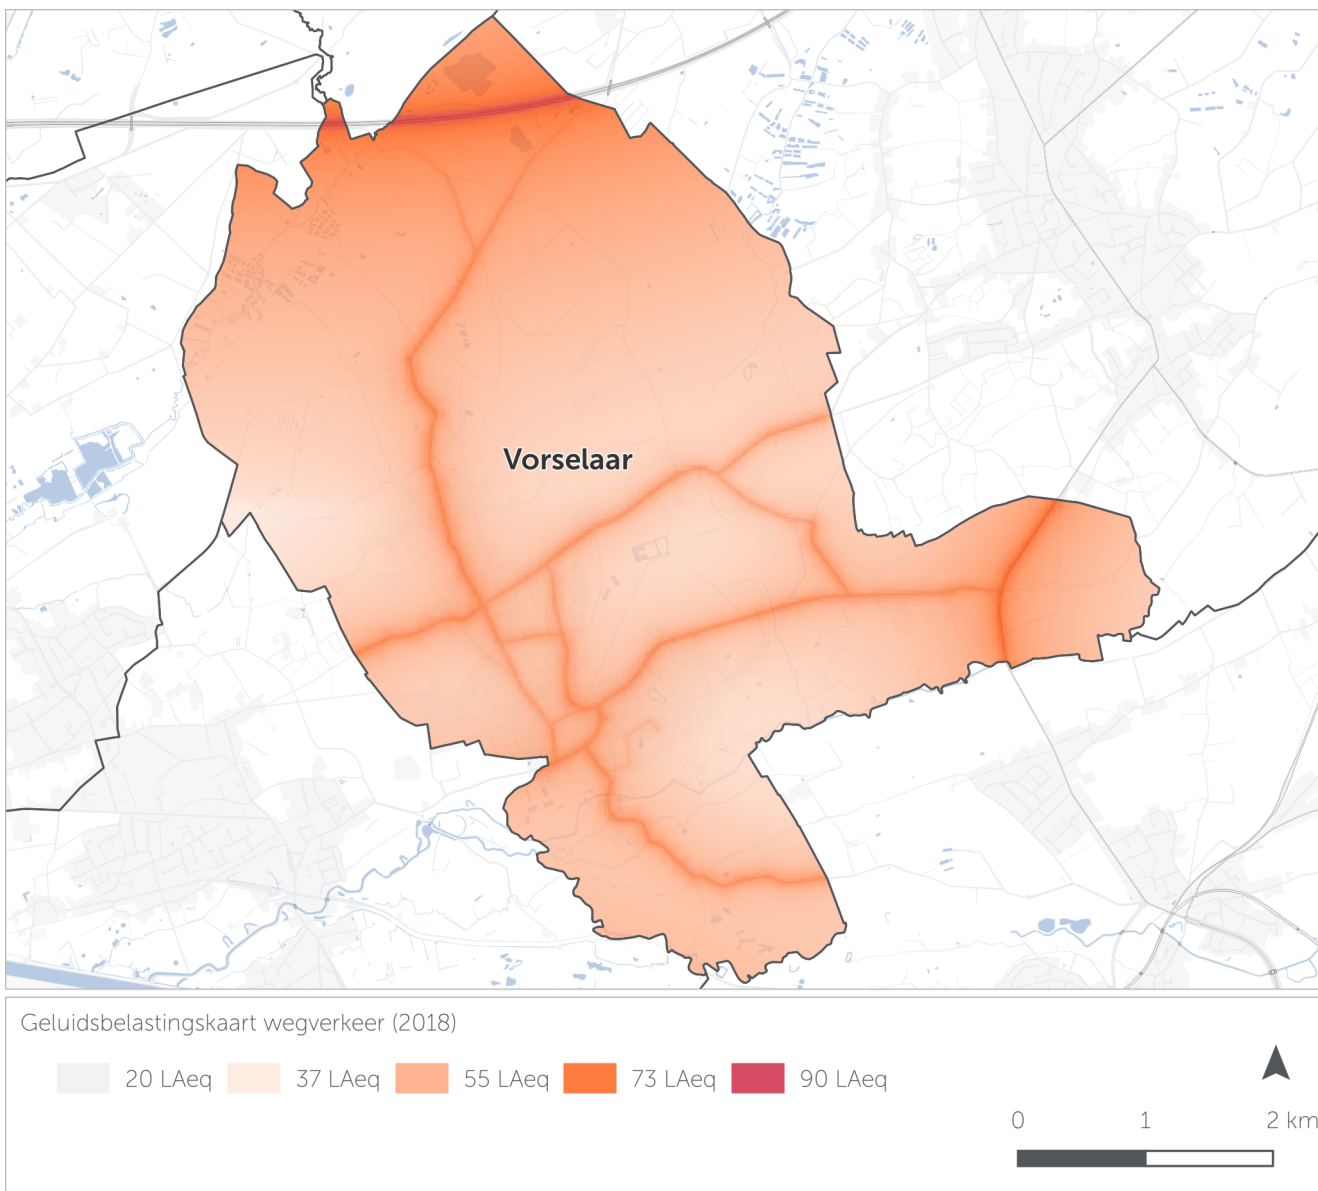 Vorselaar
Geluidsbelastingskaart wegverkeer (2018)
20 LAeq 37 LAeq 55 LAeq 73 LAeq 90 LAeq
0 1 2 km